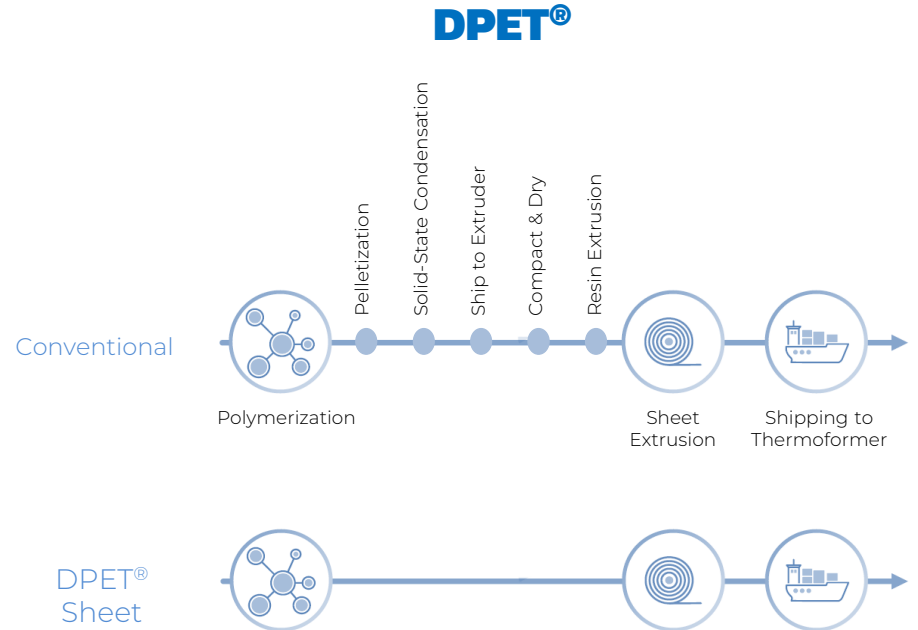 DPET®
Pelletization
Solid-State Condensation
Ship to Extruder
Compact & Dry
Resin Extrusion
Conventional
Polymerization
Sheet
Extrusion
Shipping to
Thermoformer
DPET®
Sheet